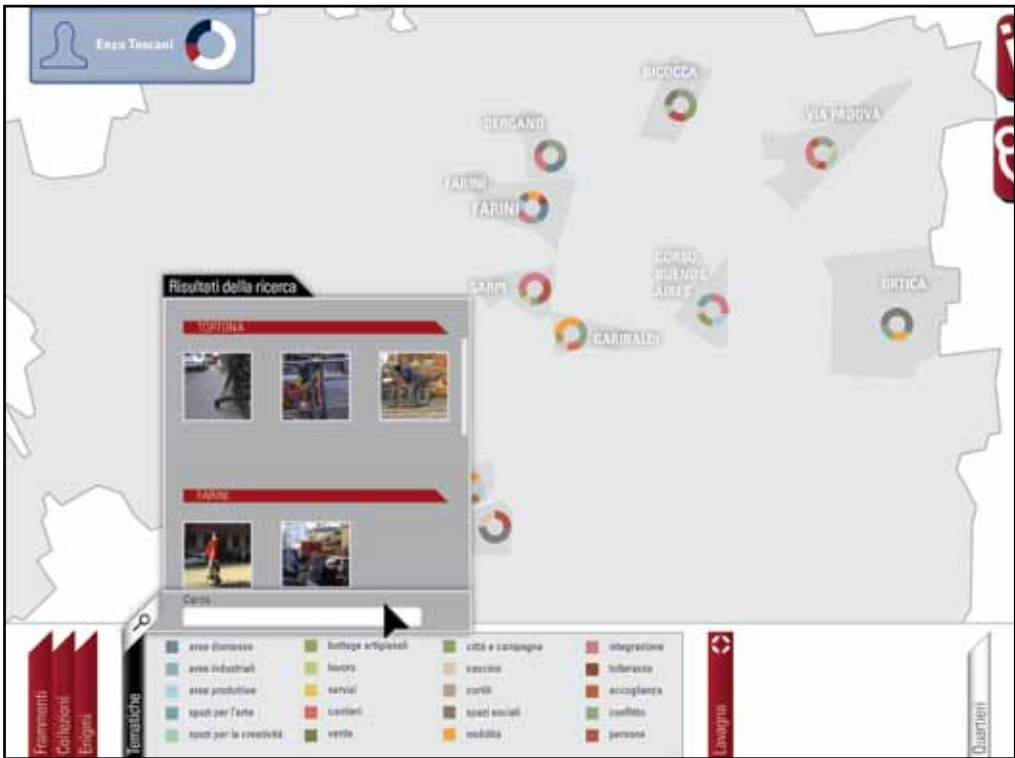 Enzo Toscani
BICOCCA
VIA PADOVA
DERGANO
FARINI
FARINI
CORSO
BUENOS
AIRES
ORTICA
SARPI
GARIBALDI
Risultati della ricerca
TORTONA
FARINI
Cerca
Frammenti
Collezioni
Enigmi
Tematiche
aree dismesse
aree industriali
aree produttive
spazi per l'arte
spazi per la creatività
botteghe artigianali
lavoro
servizi
cantieri
verde
città e campagna
cascine
cortili
spazi sociali
mobilità
integrazione
tolleranza
accoglienza
conflitto
persone
Lavagna
Quartieri